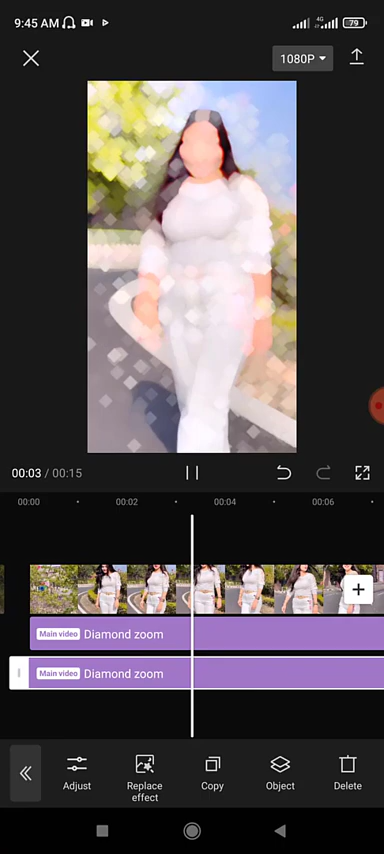 9:45 AM 4G 79
1080P
00:03 / 00:15
00:00 00:02 00:04 00:06
Main video Diamond zoom
Main video Diamond zoom
Adjust Replace effect Copy Object Delete